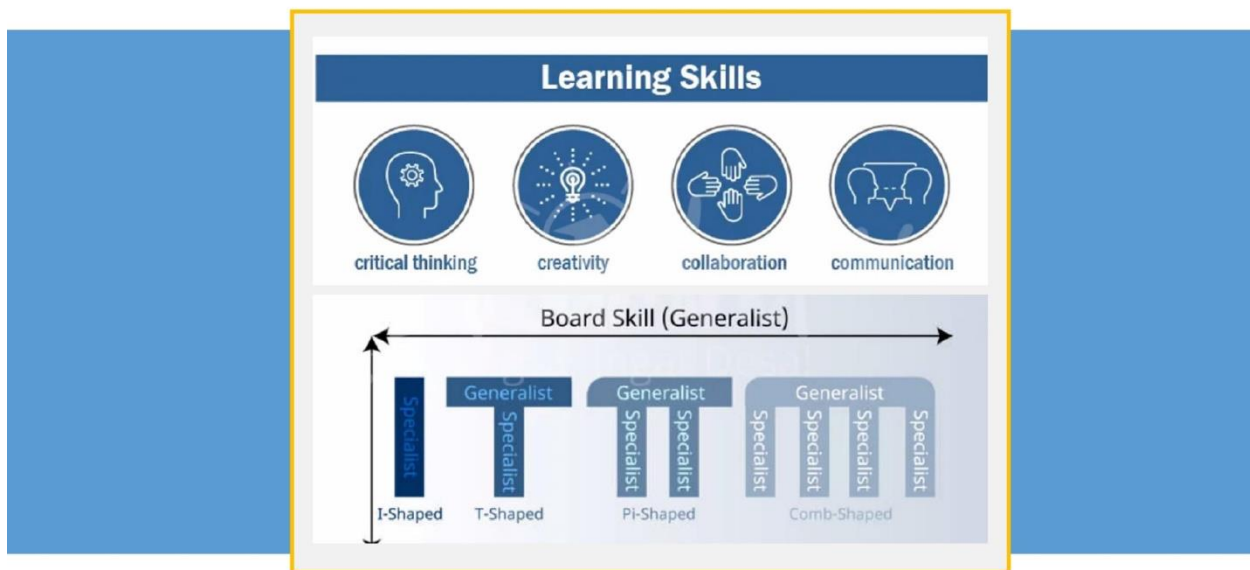 Learning Skills
critical thinking creativity collaboration communication
Board Skill (Generalist)
Generalist Generalist Generalist
Specialist Specialist Specialist Specialist Specialist Specialist Specialist Specialist
I-Shaped T-Shaped Pi-Shaped Comb-Shaped